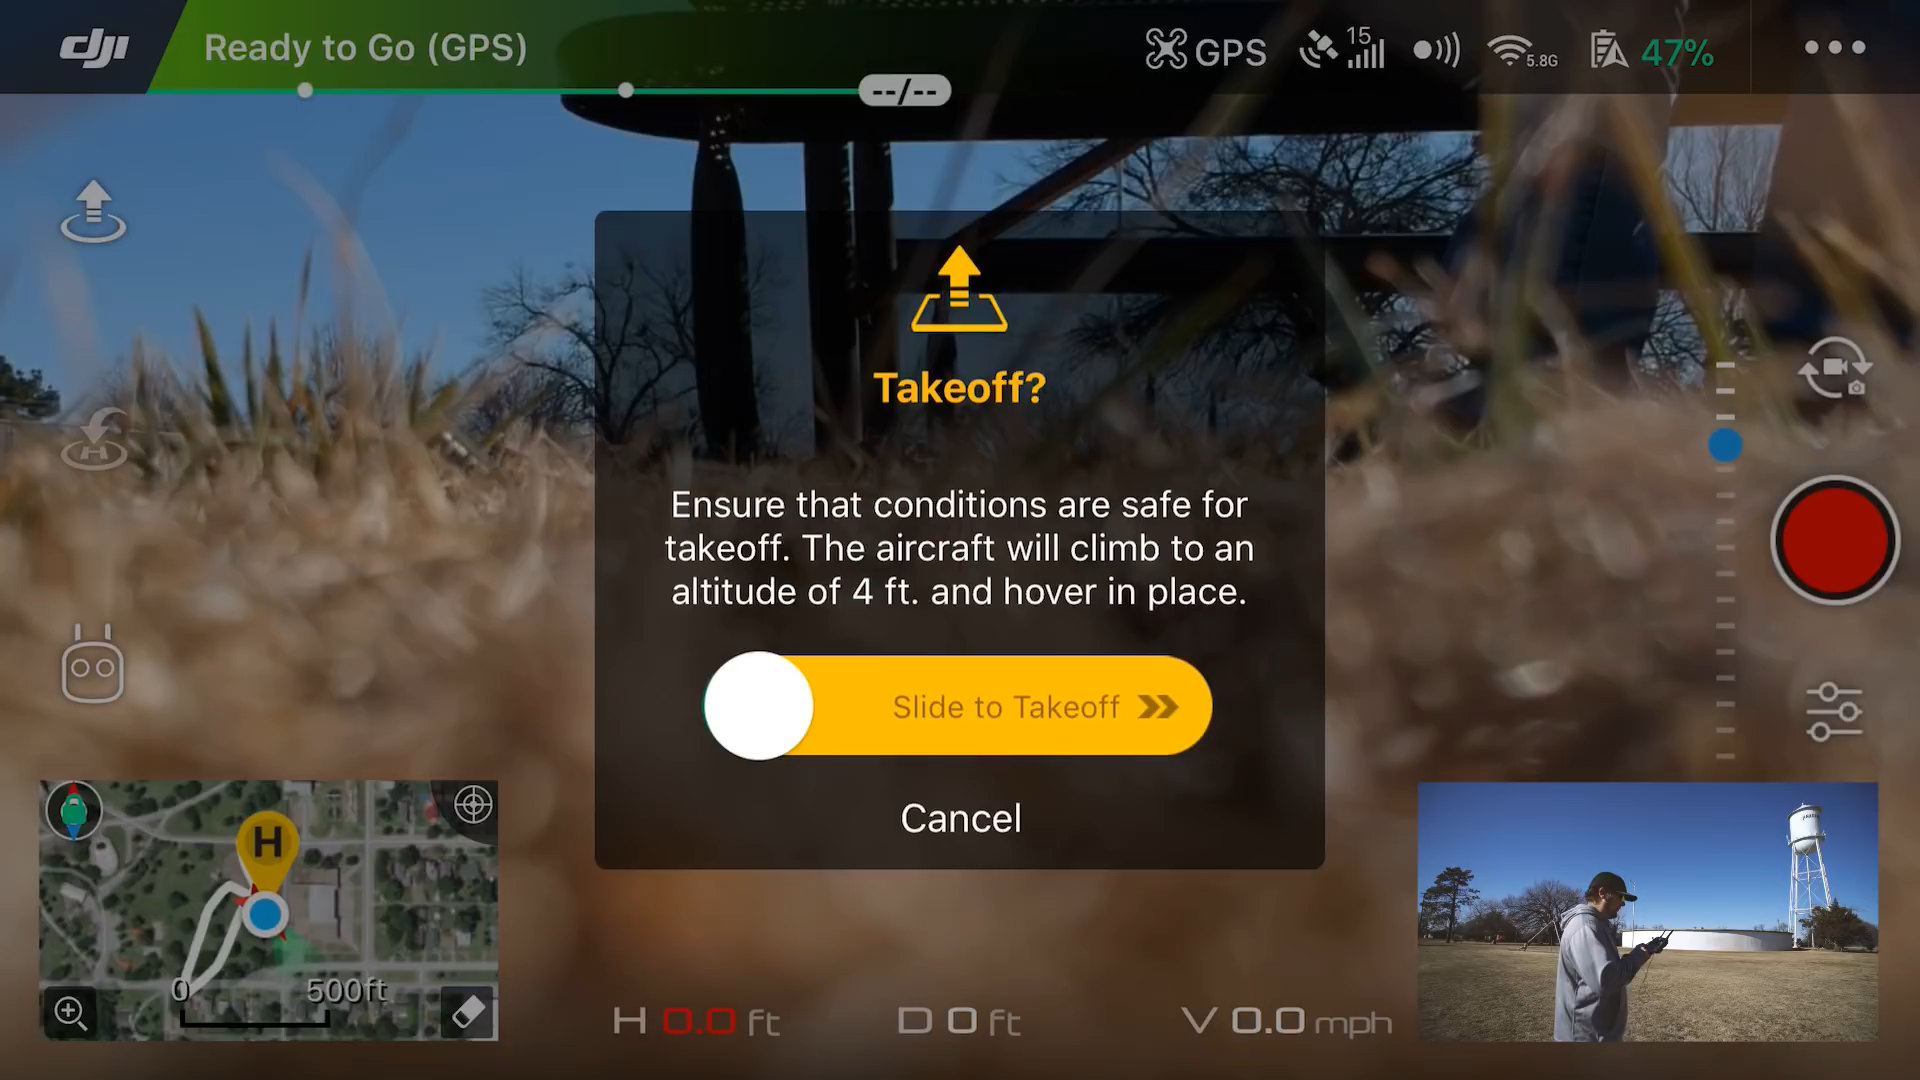 dji
Ready to Go (GPS)
--/--
GPS
15
5.8G
47%
Takeoff?
Ensure that conditions are safe for
takeoff. The aircraft will climb to an
altitude of 4 ft. and hover in place.
Slide to Takeoff
Cancel
H
H
0
500ft
H 0.0 ft
D 0 ft
V 0.0 mph